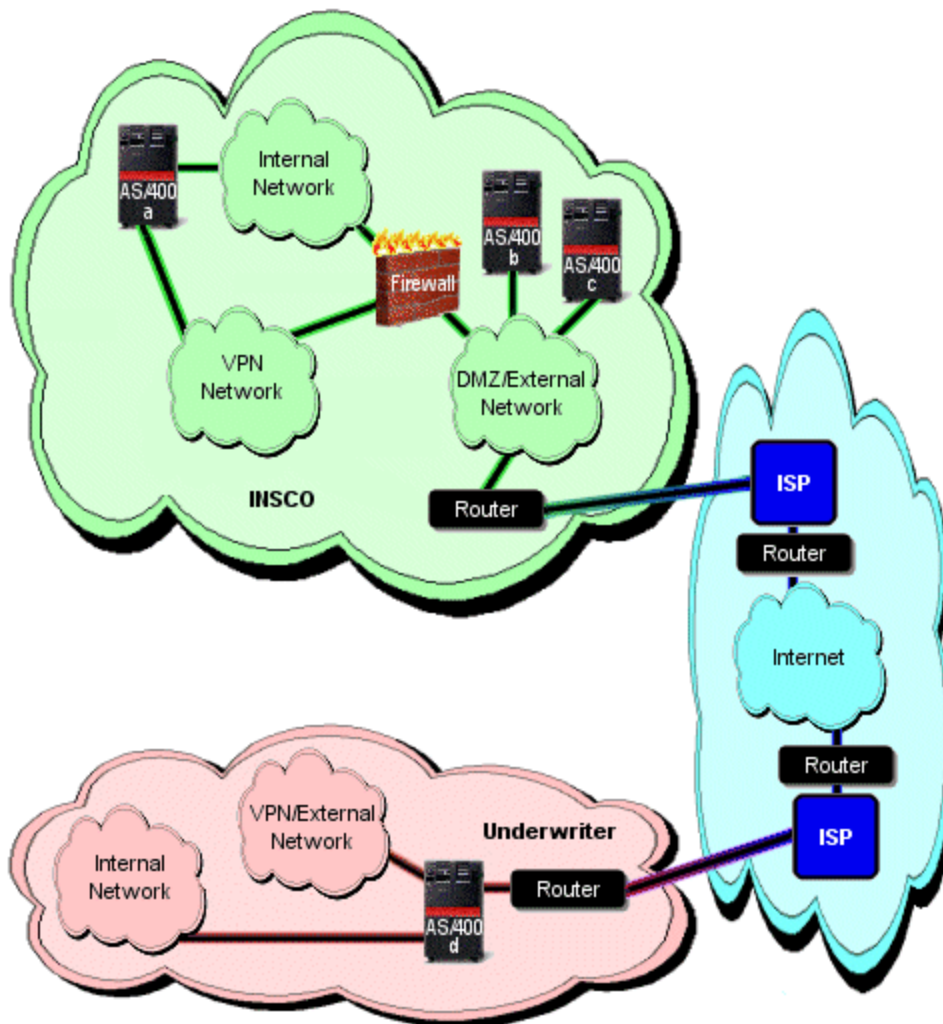 Internal
Network
AS/400
a
AS/400
b
AS/400
c
Firewall
VPN
Network
DMZ/External
Network
INSCO
Router
ISP
Router
Internet
Router
ISP
VPN/External
Network
Underwriter
Internal
Network
Router
AS/400
d